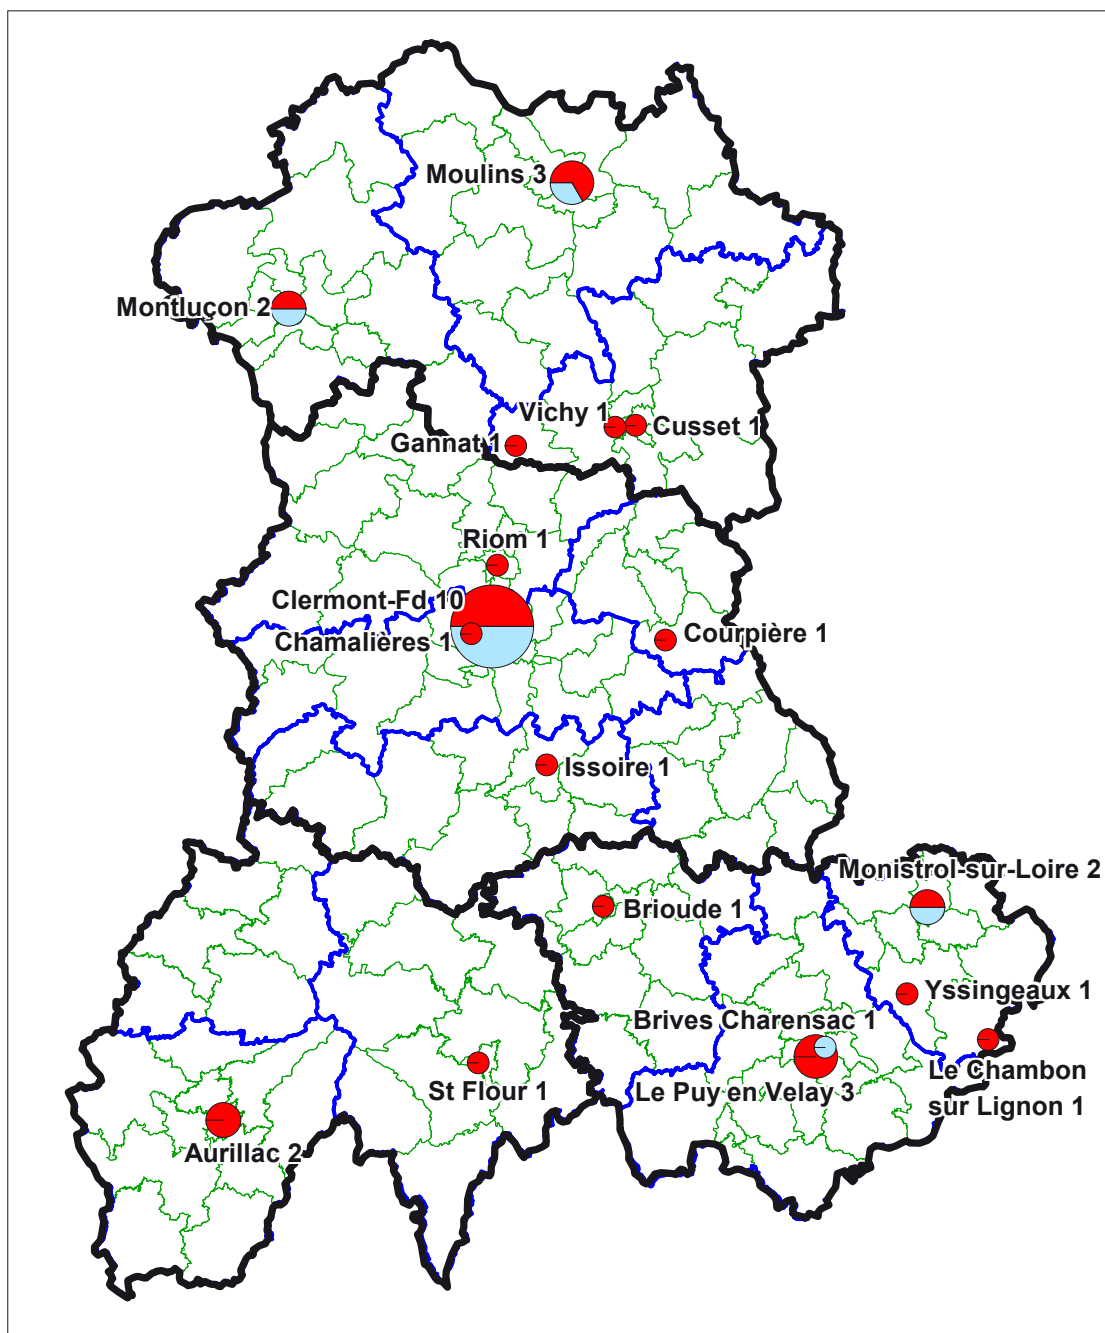 Moulins 3
Montluçon 2
Vichy 1
Cusset 1
Gannat 1
Riom 1
Clermont-Fd 10
Chamalières 1
Courpière 1
Issoire 1
Monistrol-sur-Loire 2
Brioude 1
Yssingeaux 1
Brives Charensac 1
Le Chambon
sur Lignon 1
St Flour 1
Le Puy en Velay 3
Aurillac 2